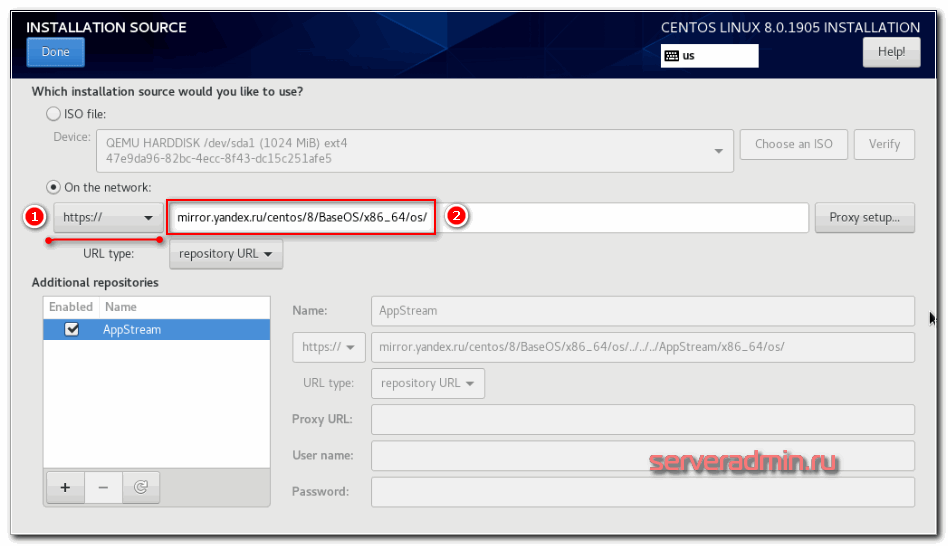 INSTALLATION SOURCE
CENTOS LINUX 8.0.1905 INSTALLATION
Done
us
Help!
Which installation source would you like to use?
ISO file:
Device:
QEMU HARDDISK /dev/sda1 (1024 MiB) ext4
47e9da96-82bc-4ecc-8f43-dc15c251afe5
Choose an ISO
Verify
On the network:
1
https://
mirror.yandex.ru/centos/8/BaseOS/x86_64/os/
2
Proxy setup...
URL type:
repository URL
Additional repositories
Enabled
Name
AppStream
Name:
AppStream
https://
mirror.yandex.ru/centos/8/BaseOS/x86_64/os/../../../AppStream/x86_64/os/
URL type:
repository URL
Proxy URL:
User name:
serveradmin.ru
Password:
+
−